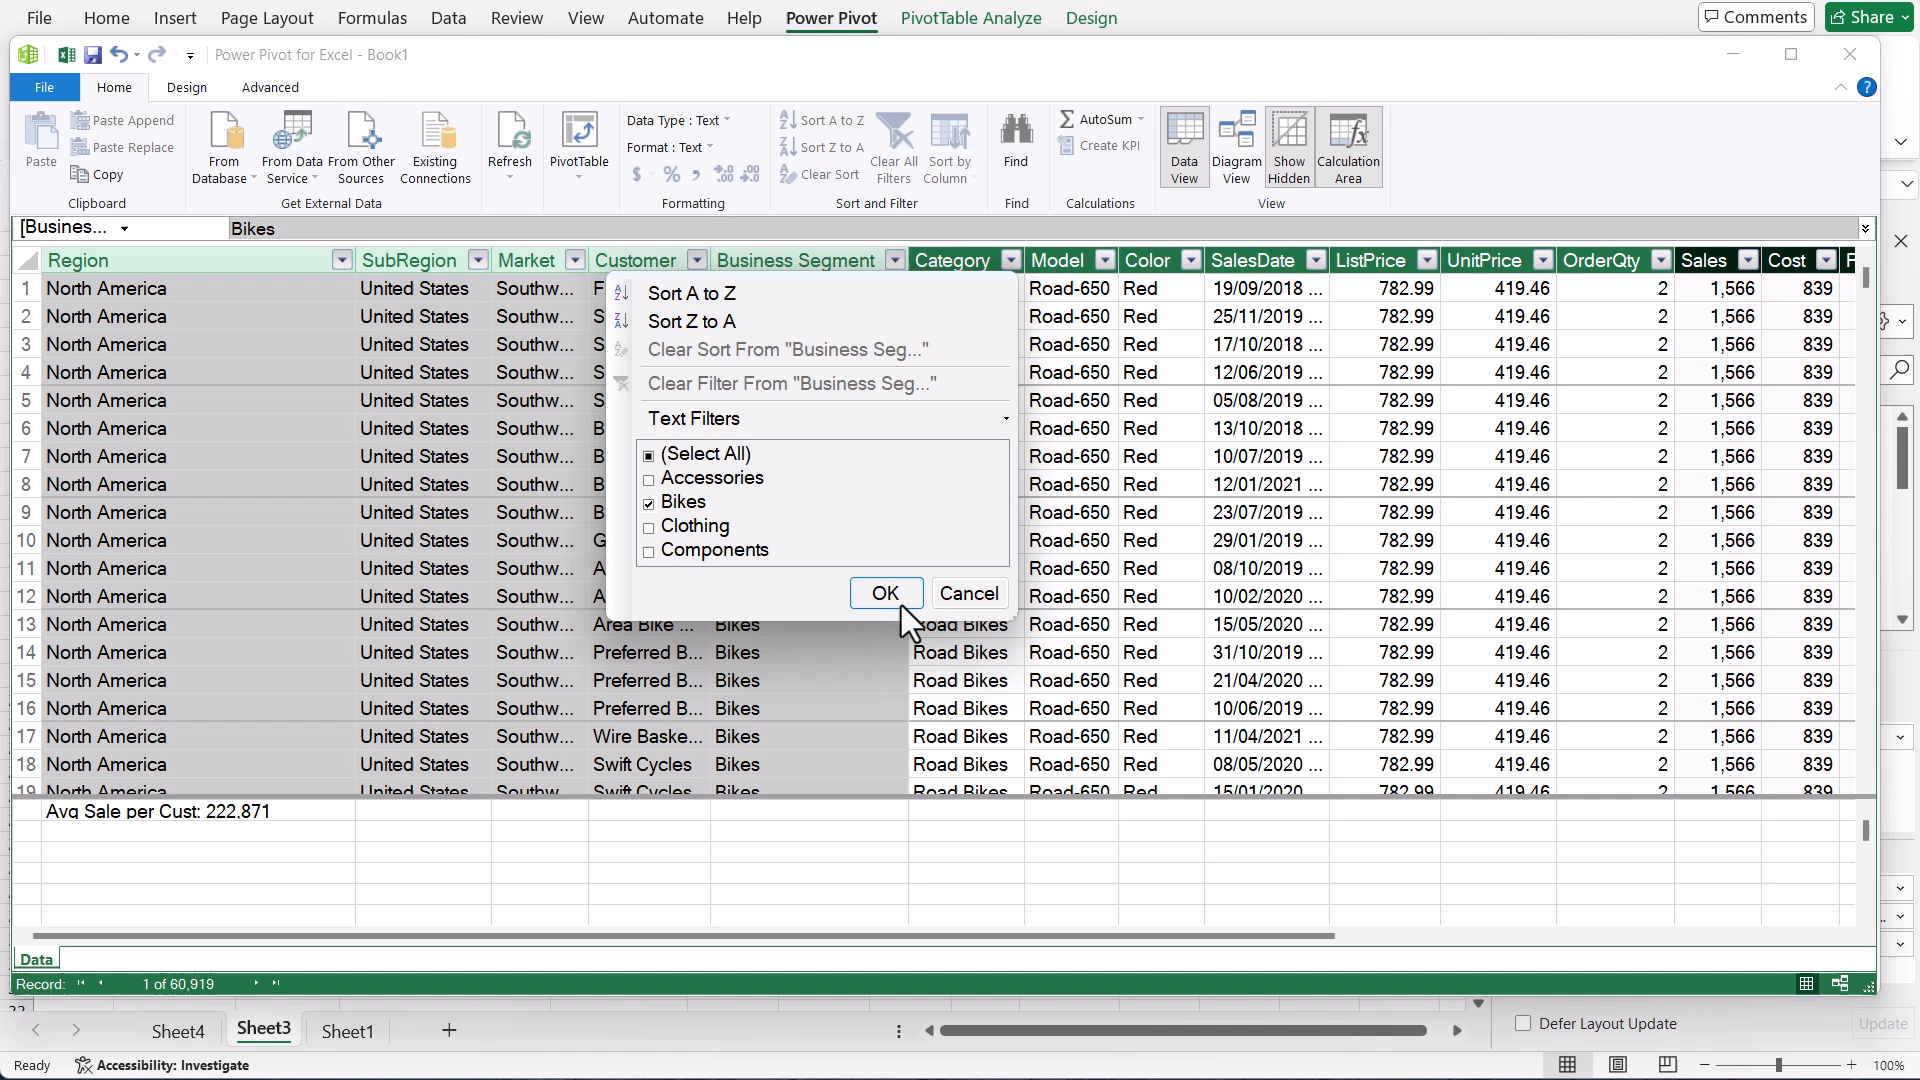 File Home Insert Page Layout Formulas Data Review View Automate Help Power Pivot PivotTable Analyze Design Comments Share
Power Pivot for Excel - Book1
File Home Design Advanced
Paste Paste Append Paste Replace Copy
Clipboard
From Database From Data Service From Other Sources Existing Connections
Get External Data
Refresh
PivotTable
Data Type : Text
Format : Text
$ % ,
Formatting
Sort A to Z
Sort Z to A
Clear Sort
Clear All Filters
Sort by Column
Sort and Filter
Find
Find
AutoSum
Create KPI
Calculations
Data View Diagram View Show Hidden Calculation Area
View
[Busines... Bikes
Region SubRegion Market Customer Business Segment Category Model Color SalesDate ListPrice UnitPrice OrderQty Sales Cost
1 North America United States Southw... Road-650 Red 19/09/2018 ... 782.99 419.46 2 1,566 839
2 North America United States Southw... Road-650 Red 25/11/2019 ... 782.99 419.46 2 1,566 839
3 North America United States Southw... Road-650 Red 17/10/2018 ... 782.99 419.46 2 1,566 839
4 North America United States Southw... Road-650 Red 12/06/2019 ... 782.99 419.46 2 1,566 839
5 North America United States Southw... Road-650 Red 05/08/2019 ... 782.99 419.46 2 1,566 839
6 North America United States Southw... Road-650 Red 13/10/2018 ... 782.99 419.46 2 1,566 839
7 North America United States Southw... Road-650 Red 10/07/2019 ... 782.99 419.46 2 1,566 839
8 North America United States Southw... Road-650 Red 12/01/2021 ... 782.99 419.46 2 1,566 839
9 North America United States Southw... Road-650 Red 23/07/2019 ... 782.99 419.46 2 1,566 839
10 North America United States Southw... Road-650 Red 29/01/2019 ... 782.99 419.46 2 1,566 839
11 North America United States Southw... Road-650 Red 08/10/2019 ... 782.99 419.46 2 1,566 839
12 North America United States Southw... Road-650 Red 10/02/2020 ... 782.99 419.46 2 1,566 839
13 North America United States Southw... Area Bike ... Bikes Road Bikes Road-650 Red 15/05/2020 ... 782.99 419.46 2 1,566 839
14 North America United States Southw... Preferred B... Bikes Road Bikes Road-650 Red 31/10/2019 ... 782.99 419.46 2 1,566 839
15 North America United States Southw... Preferred B... Bikes Road Bikes Road-650 Red 21/04/2020 ... 782.99 419.46 2 1,566 839
16 North America United States Southw... Preferred B... Bikes Road Bikes Road-650 Red 10/06/2019 ... 782.99 419.46 2 1,566 839
17 North America United States Southw... Wire Baske... Bikes Road Bikes Road-650 Red 11/04/2021 ... 782.99 419.46 2 1,566 839
18 North America United States Southw... Swift Cycles Bikes Road Bikes Road-650 Red 08/05/2020 ... 782.99 419.46 2 1,566 839
19 North America United States Southw... Swift Cycles Bikes Road Bikes Road-650 Red 15/01/2020 ... 782.99 419.46 2 1,566 839
Sort A to Z
Sort Z to A
Clear Sort From "Business Seg..."
Clear Filter From "Business Seg..."
Text Filters
(Select All)
Accessories
Bikes
Clothing
Components
OK Cancel
Avg Sale per Cust: 222,871
Data
Record: 1 of 60,919
Sheet4 Sheet3 Sheet1 +
Defer Layout Update Update
Ready Accessibility: Investigate 100%